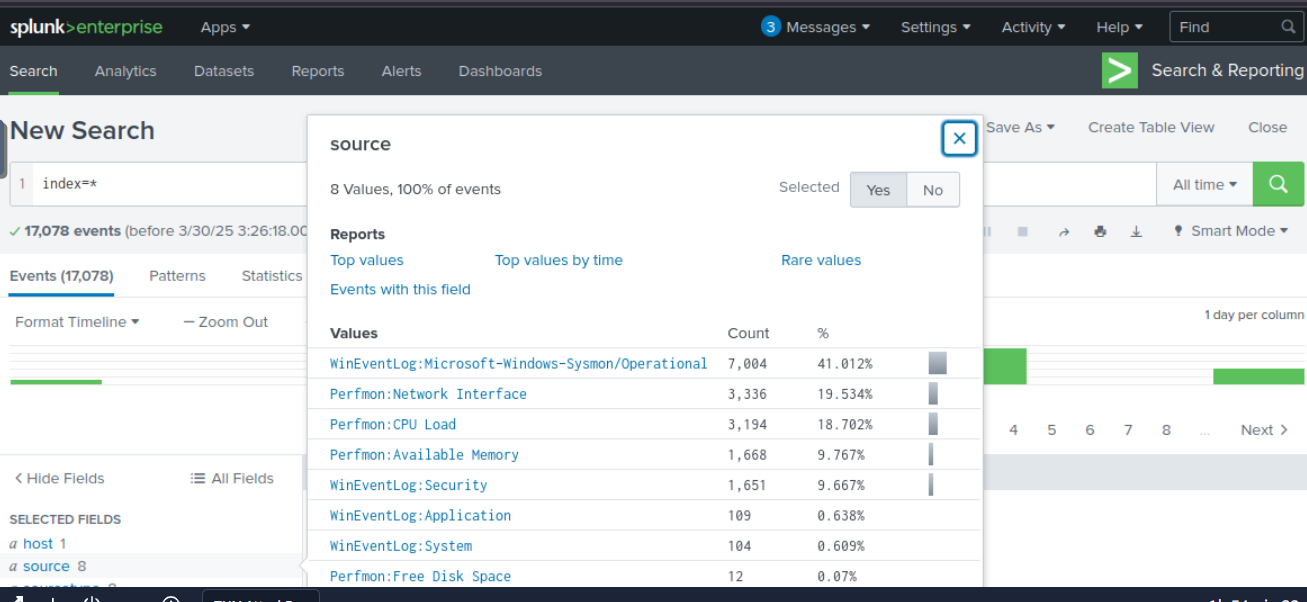 splunk>enterprise Apps 3 Messages Settings Activity Help Find
Search Analytics Datasets Reports Alerts Dashboards Search & Reporting
New Search Save As Create Table View Close
1 index=* All time
17,078 events (before 3/30/25 3:26:18.00 Smart Mode
Events (17,078) Patterns Statistics
Format Timeline — Zoom Out 1 day per column
4 5 6 7 8 ... Next >
< Hide Fields All Fields
SELECTED FIELDS
a host 1
a source 8
source
8 Values, 100% of events Selected Yes No
Reports
Top values Top values by time Rare values
Events with this field
Values Count %
WinEventLog:Microsoft-Windows-Sysmon/Operational 7,004 41.012%
Perfmon:Network Interface 3,336 19.534%
Perfmon:CPU Load 3,194 18.702%
Perfmon:Available Memory 1,668 9.767%
WinEventLog:Security 1,651 9.667%
WinEventLog:Application 109 0.638%
WinEventLog:System 104 0.609%
Perfmon:Free Disk Space 12 0.07%